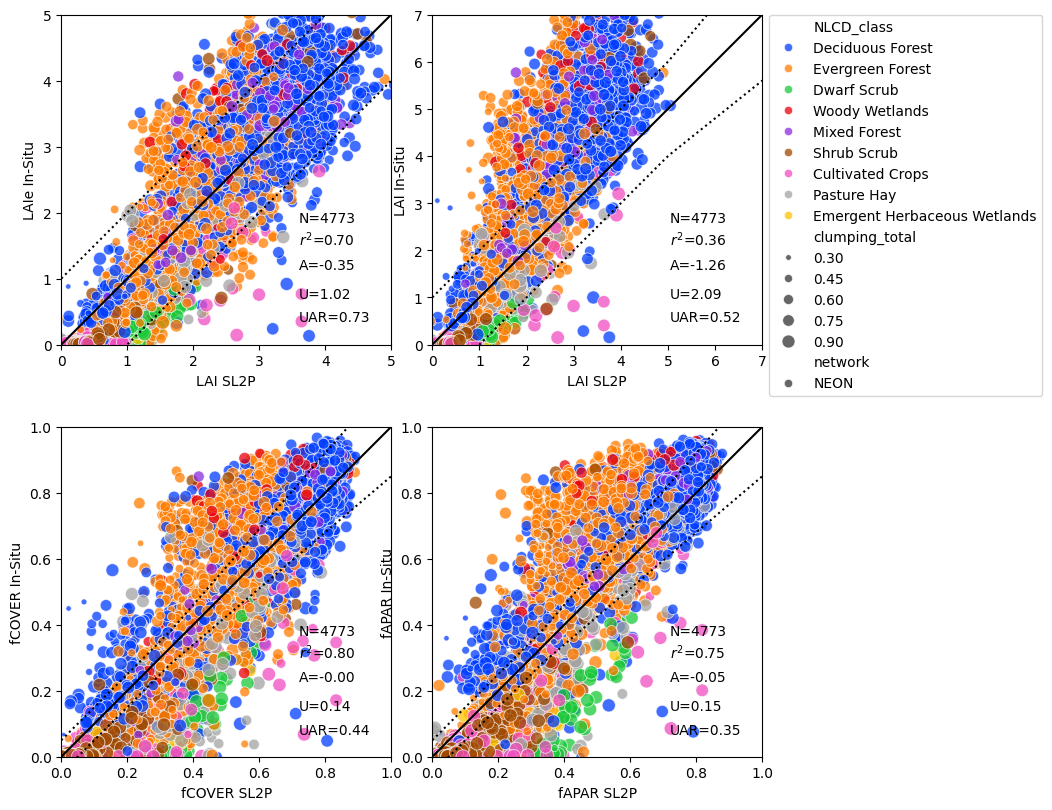 5
4
3
2
1
0
LAIe In-Situ
N=4773
r²=0.70
A=-0.35
U=1.02
UAR=0.73
0 1 2 3 4 5
LAI SL2P
7
6
5
4
3
2
1
0
LAI In-Situ
N=4773
r²=0.36
A=-1.26
U=2.09
UAR=0.52
0 1 2 3 4 5 6 7
LAI SL2P
NLCD_class
Deciduous Forest
Evergreen Forest
Dwarf Scrub
Woody Wetlands
Mixed Forest
Shrub Scrub
Cultivated Crops
Pasture Hay
Emergent Herbaceous Wetlands
clumping_total
0.30
0.45
0.60
0.75
0.90
network
NEON
1.0
0.8
0.6
0.4
0.2
0.0
fCOVER In-Situ
N=4773
r²=0.80
A=-0.00
U=0.14
UAR=0.44
0.0 0.2 0.4 0.6 0.8 1.0
fCOVER SL2P
1.0
0.8
0.6
0.4
0.2
0.0
fAPAR In-Situ
N=4773
r²=0.75
A=-0.05
U=0.15
UAR=0.35
0.0 0.2 0.4 0.6 0.8 1.0
fAPAR SL2P